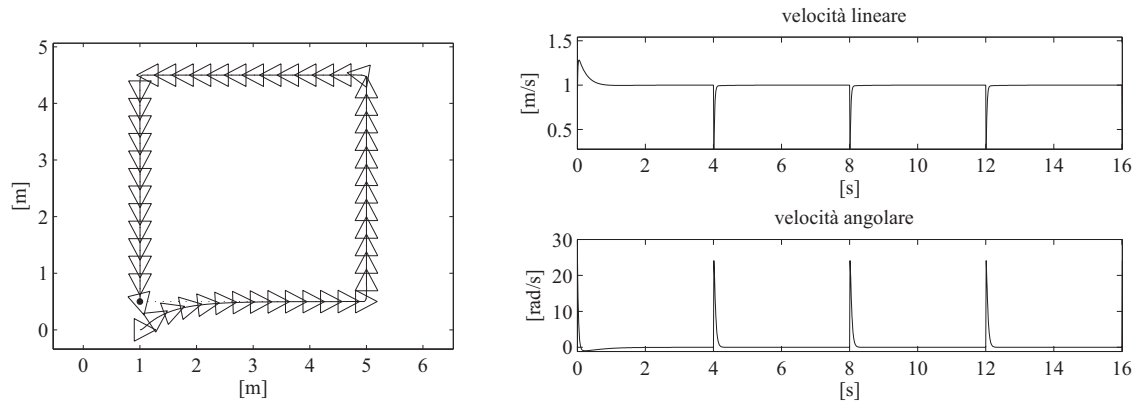 5
4
3
2
1
0
[m]
0 1 2 3 4 5 6
[m]
velocità lineare
1.5
1
0.5
[m/s]
0 2 4 6 8 10 12 14 16
[s]
velocità angolare
30
20
10
0
[rad/s]
0 2 4 6 8 10 12 14 16
[s]